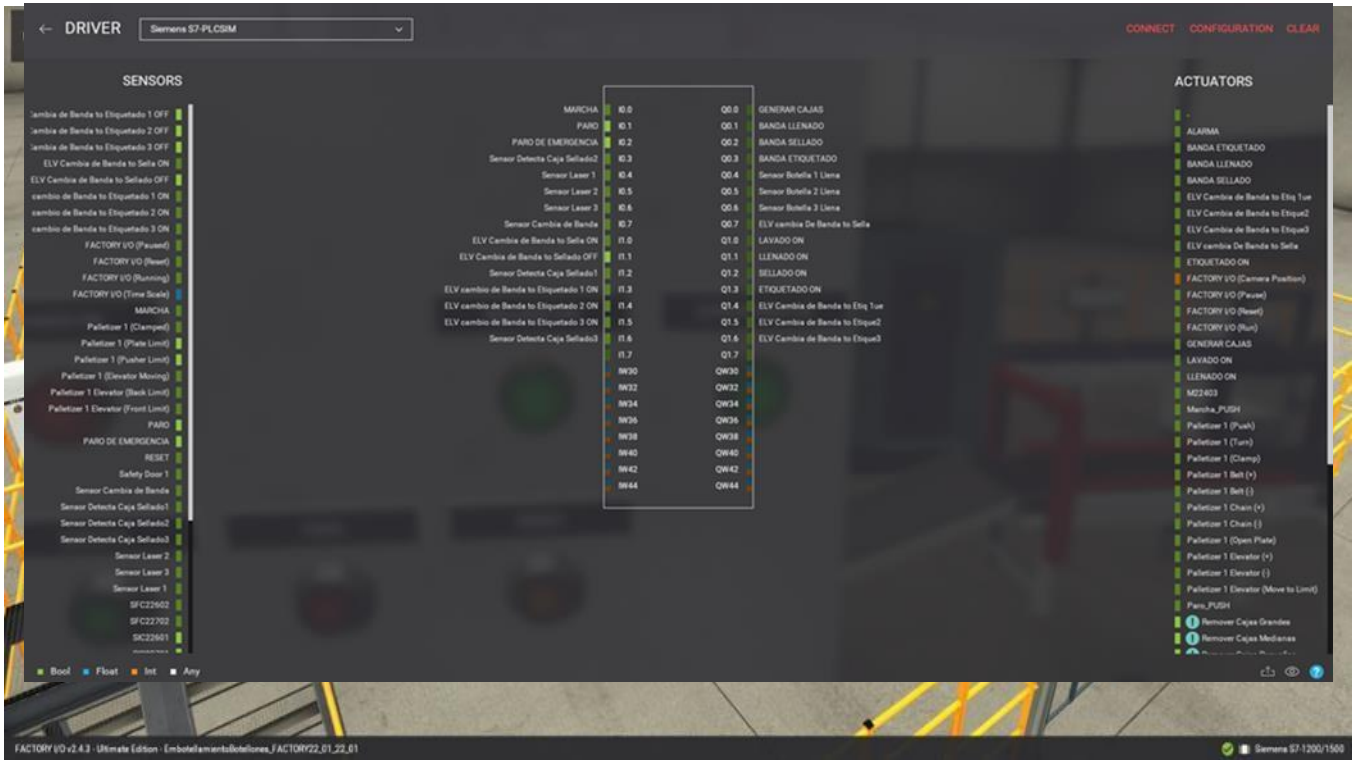 ← DRIVER Siemens S7-PLCSIM
CONNECT CONFIGURATION CLEAR
SENSORS
ambia de Banda to Etiquetado 1 OFF
ambia de Banda to Etiquetado 2 OFF
ambia de Banda to Etiquetado 3 OFF
ELV Cambia de Banda to Sella ON
ELV Cambia de Banda to Sellado OFF
cambio de Banda to Etiquetado 1 ON
cambio de Banda to Etiquetado 2 ON
cambio de Banda to Etiquetado 3 ON
FACTORY I/O (Paused)
FACTORY I/O (Reset)
FACTORY I/O (Running)
FACTORY I/O (Time Scale)
MARCHA
Palletizer 1 (Clamped)
Palletizer 1 (Plate Limit)
Palletizer 1 (Pusher Limit)
Palletizer 1 (Elevator Moving)
Palletizer 1 Elevator (Back Limit)
Palletizer 1 Elevator (Front Limit)
PARO
PARO DE EMERGENCIA
RESET
Safety Door 1
Sensor Cambia de Banda
Sensor Detecta Caja Sellado1
Sensor Detecta Caja Sellado2
Sensor Detecta Caja Sellado3
Sensor Laser 2
Sensor Laser 3
Sensor Laser 1
SFC22602
SFC22702
SIC22601
MARCHA I0.0 Q0.0 GENERAR CAJAS
PARO I0.1 Q0.1 BANDA LLENADO
PARO DE EMERGENCIA I0.2 Q0.2 BANDA SELLADO
Sensor Detecta Caja Sellado2 I0.3 Q0.3 BANDA ETIQUETADO
Sensor Laser 1 I0.4 Q0.4 Sensor Botella 1 Llena
Sensor Laser 2 I0.5 Q0.5 Sensor Botella 2 Llena
Sensor Laser 3 I0.6 Q0.6 Sensor Botella 3 Llena
Sensor Cambia de Banda I0.7 Q0.7 ELV cambia De Banda to Sella
ELV Cambia de Banda to Sella ON I1.0 Q1.0 LAVADO ON
ELV Cambia de Banda to Sellado OFF I1.1 Q1.1 LLENADO ON
Sensor Detecta Caja Sellado1 I1.2 Q1.2 SELLADO ON
ELV cambio de Banda to Etiquetado 1 ON I1.3 Q1.3 ETIQUETADO ON
ELV cambio de Banda to Etiquetado 2 ON I1.4 Q1.4 ELV Cambia de Banda to Etiq 1ue
ELV cambio de Banda to Etiquetado 3 ON I1.5 Q1.5 ELV Cambia de Banda to Etique2
Sensor Detecta Caja Sellado3 I1.6 Q1.6 ELV Cambia de Banda to Etique3
I1.7 Q1.7
IW30 QW30
IW32 QW32
IW34 QW34
IW36 QW36
IW38 QW38
IW40 QW40
IW42 QW42
IW44 QW44
ACTUATORS
-
ALARMA
BANDA ETIQUETADO
BANDA LLENADO
BANDA SELLADO
ELV Cambia de Banda to Etiq 1ue
ELV Cambia de Banda to Etique2
ELV Cambia de Banda to Etique3
ELV cambia De Banda to Sella
ETIQUETADO ON
FACTORY I/O (Camera Position)
FACTORY I/O (Pause)
FACTORY I/O (Reset)
FACTORY I/O (Run)
GENERAR CAJAS
LAVADO ON
LLENADO ON
M22403
Marcha_PUSH
Palletizer 1 (Push)
Palletizer 1 (Turn)
Palletizer 1 (Clamp)
Palletizer 1 Belt (+)
Palletizer 1 Belt (-)
Palletizer 1 Chain (+)
Palletizer 1 Chain (-)
Palletizer 1 (Open Plate)
Palletizer 1 Elevator (+)
Palletizer 1 Elevator (-)
Palletizer 1 Elevator (Move to Limit)
Paro_PUSH
Remover Cajas Grandes
Remover Cajas Medianas
Bool Float Int Any
FACTORY I/O v2.4.3 - Ultimate Edition - EmbotellamientoBotellones_FACTORY22_01_22_61
Siemens S7-1200/1500